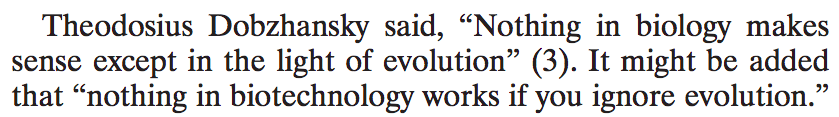 Theodosius Dobzhansky said, “Nothing in biology makes
sense except in the light of evolution” (3). It might be added
that “nothing in biotechnology works if you ignore evolution.”